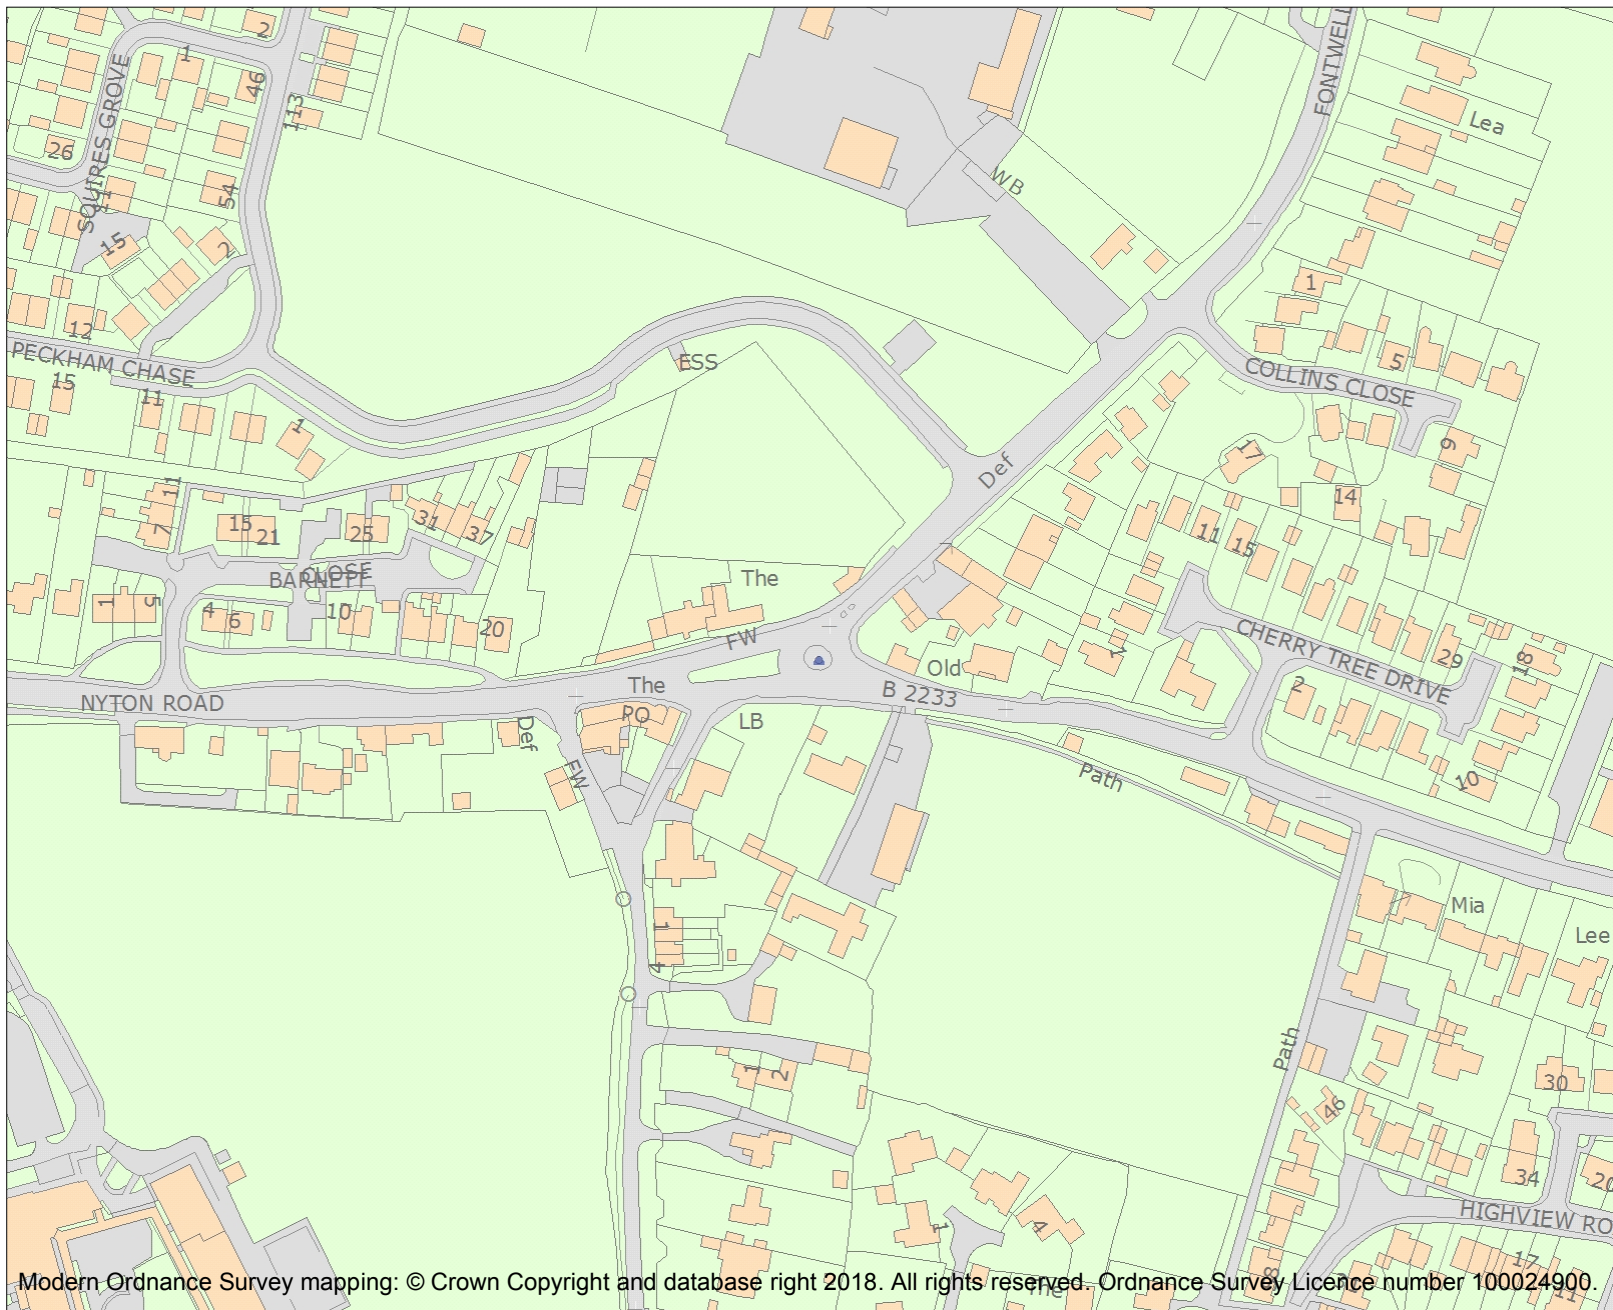 2
1
46
113
SQUIRES GROVE
26
11
54
15
2
12
PECKHAM CHASE
15
11
1
ESS
WB
FONTWELL
Lea
1
5
COLLINS CLOSE
9
17
14
Def
11
15
11
7
15
21
25
31
37
BARNETT
CLOSE
1
5
4
6
10
20
The
FW
The
PO
NYTON ROAD
Def
FW
LB
Old
B 2233
1
CHERRY TREE DRIVE
29
18
2
10
Path
Mia
Lee
1
4
Path
1
2
46
30
34
20
HIGHVIEW RO
17
11
1
4
The
Modern Ordnance Survey mapping: © Crown Copyright and database right 2018. All rights reserved. Ordnance Survey Licence number 100024900.